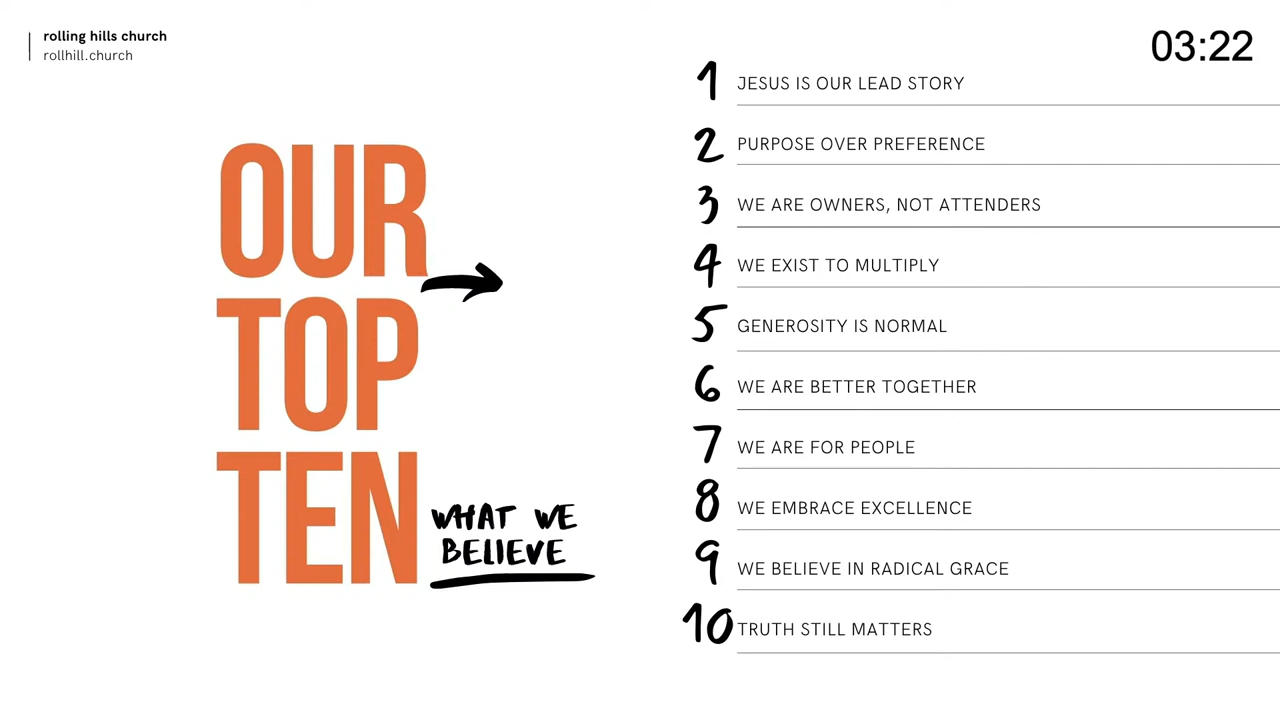 rolling hills church
rollhill.church
03:22
OUR
TOP
TEN
WHAT WE
BELIEVE
1 JESUS IS OUR LEAD STORY
2 PURPOSE OVER PREFERENCE
3 WE ARE OWNERS, NOT ATTENDERS
4 WE EXIST TO MULTIPLY
5 GENEROSITY IS NORMAL
6 WE ARE BETTER TOGETHER
7 WE ARE FOR PEOPLE
8 WE EMBRACE EXCELLENCE
9 WE BELIEVE IN RADICAL GRACE
10 TRUTH STILL MATTERS